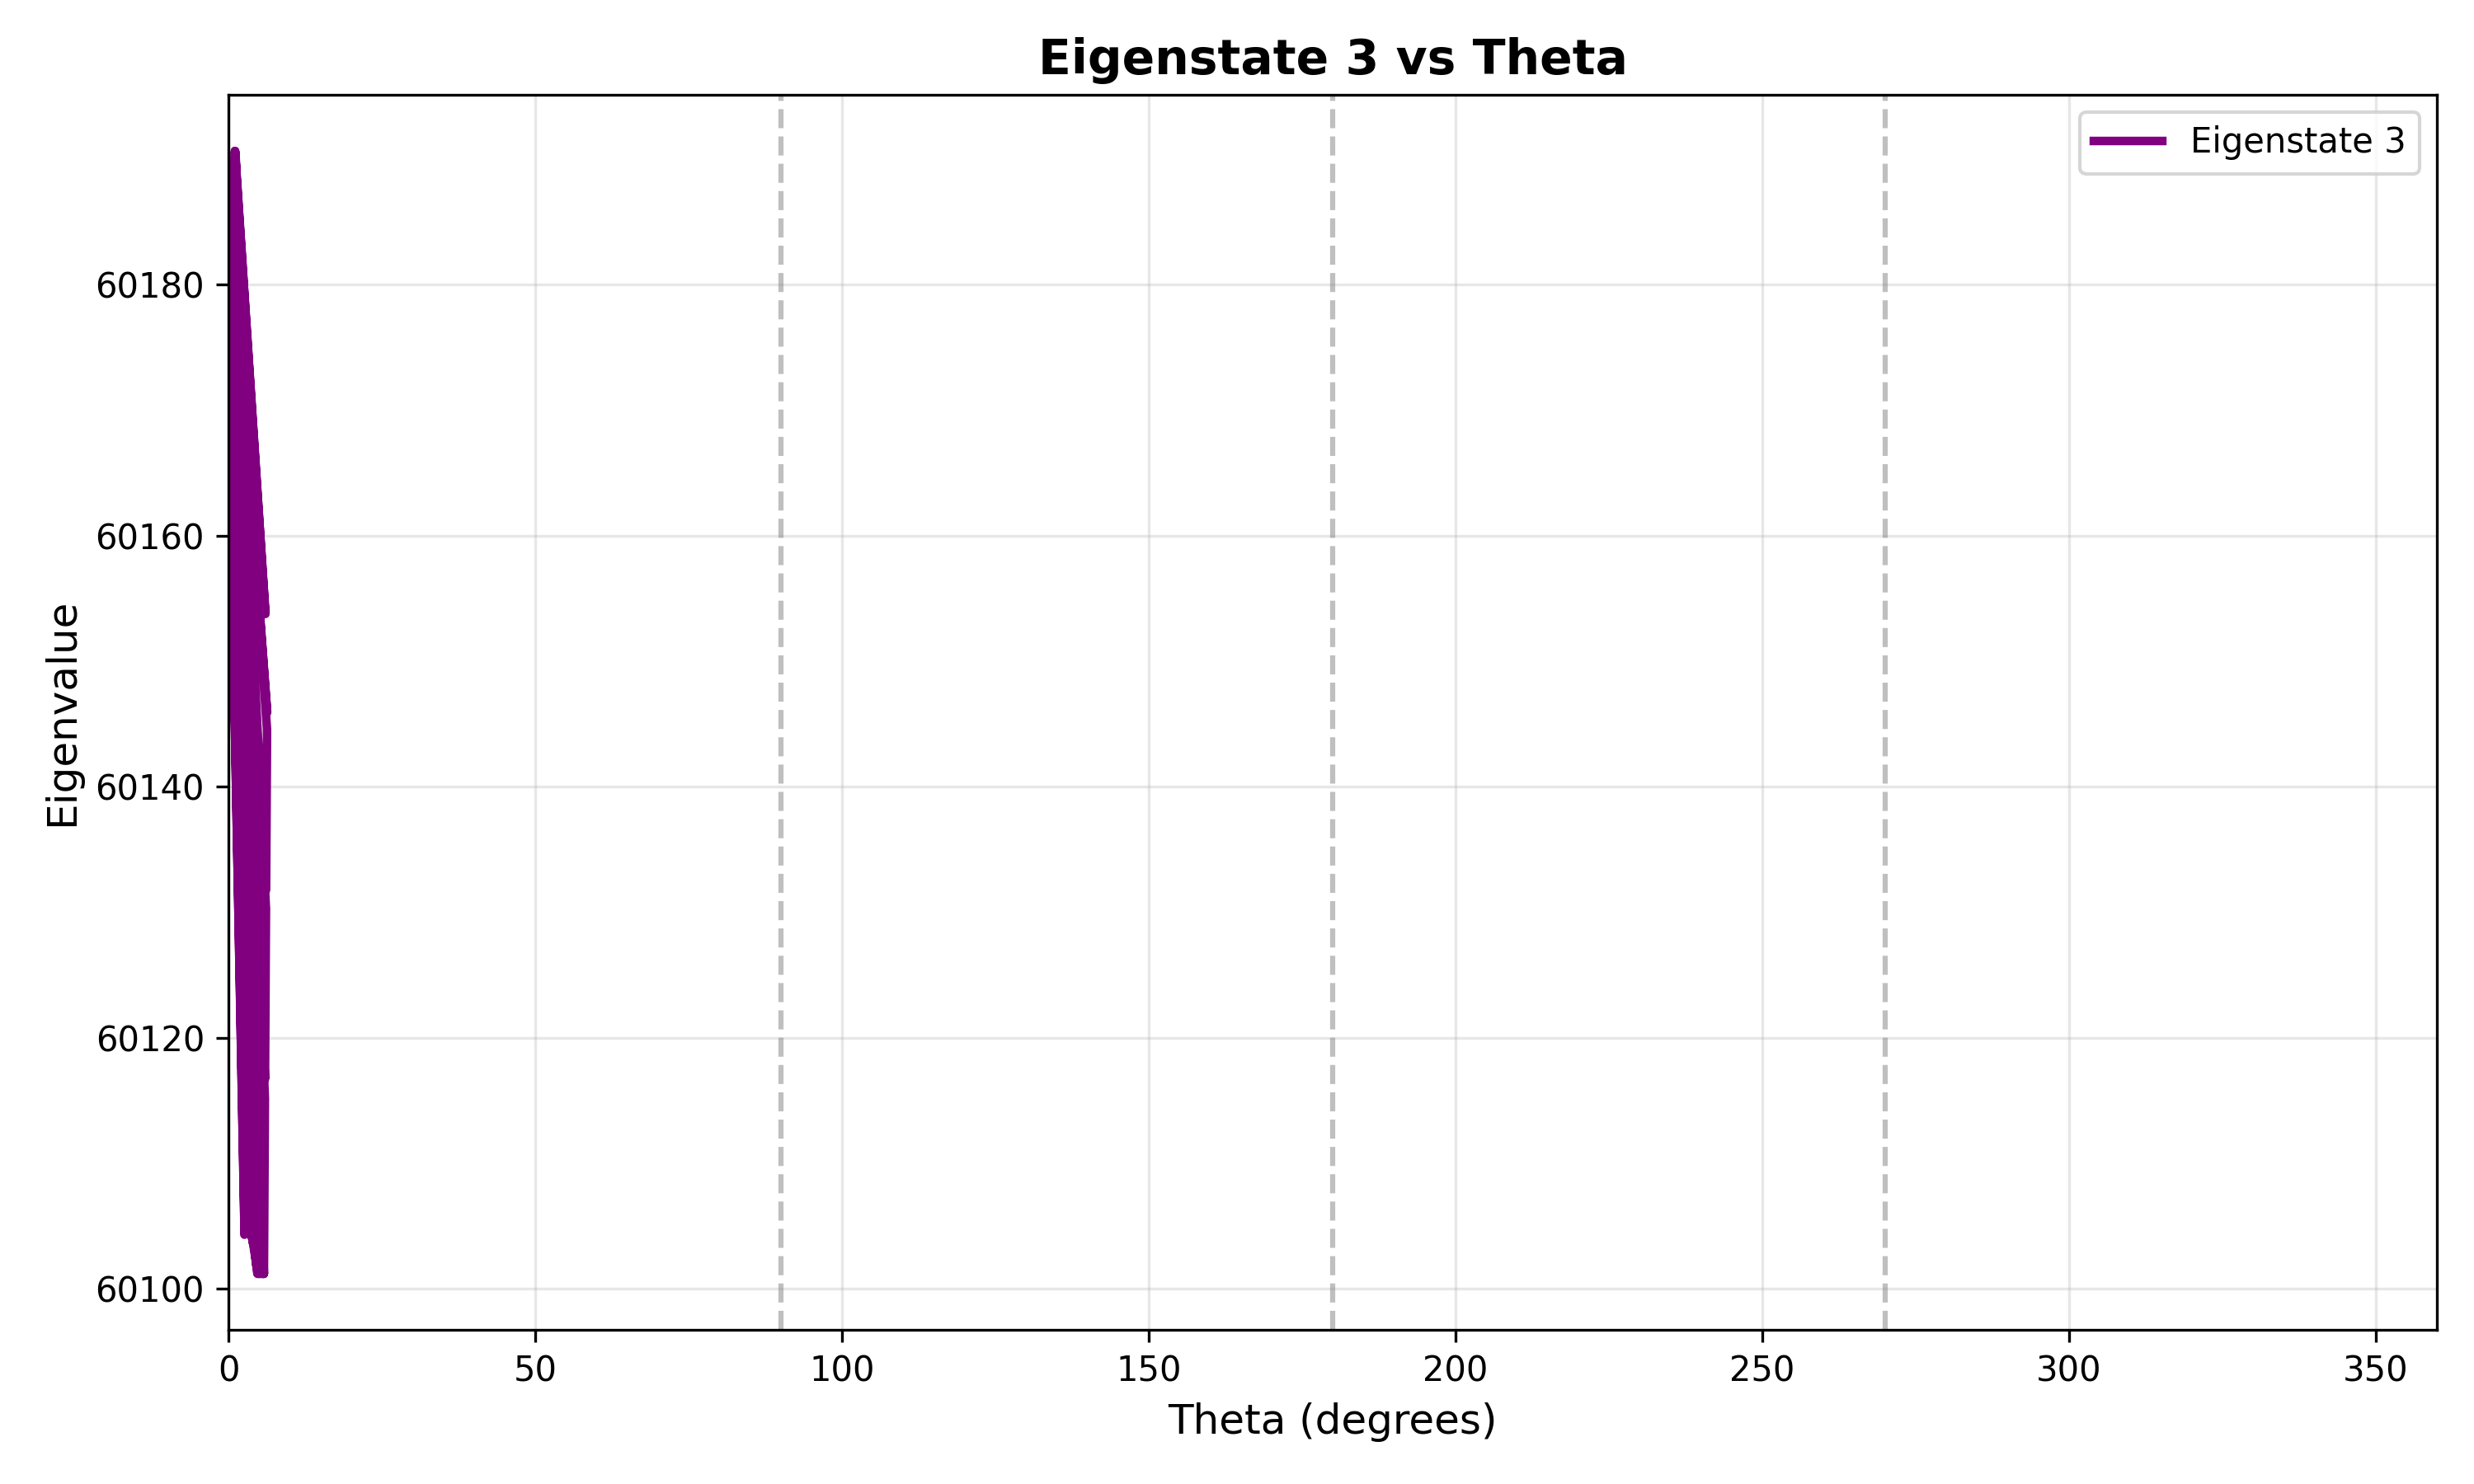 Eigenstate 3 vs Theta
Eigenstate 3
60180
60160
60140
60120
60100
Eigenvalue
0 50 100 150 200 250 300 350
Theta (degrees)